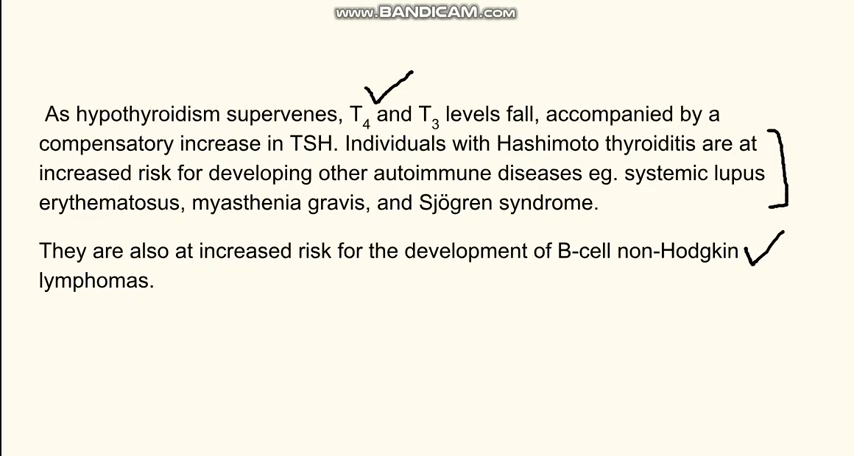 www.BANDICAM.com
As hypothyroidism supervenes, T4 and T3 levels fall, accompanied by a
compensatory increase in TSH. Individuals with Hashimoto thyroiditis are at
increased risk for developing other autoimmune diseases eg. systemic lupus
erythematosus, myasthenia gravis, and Sjögren syndrome.
They are also at increased risk for the development of B-cell non-Hodgkin
lymphomas.